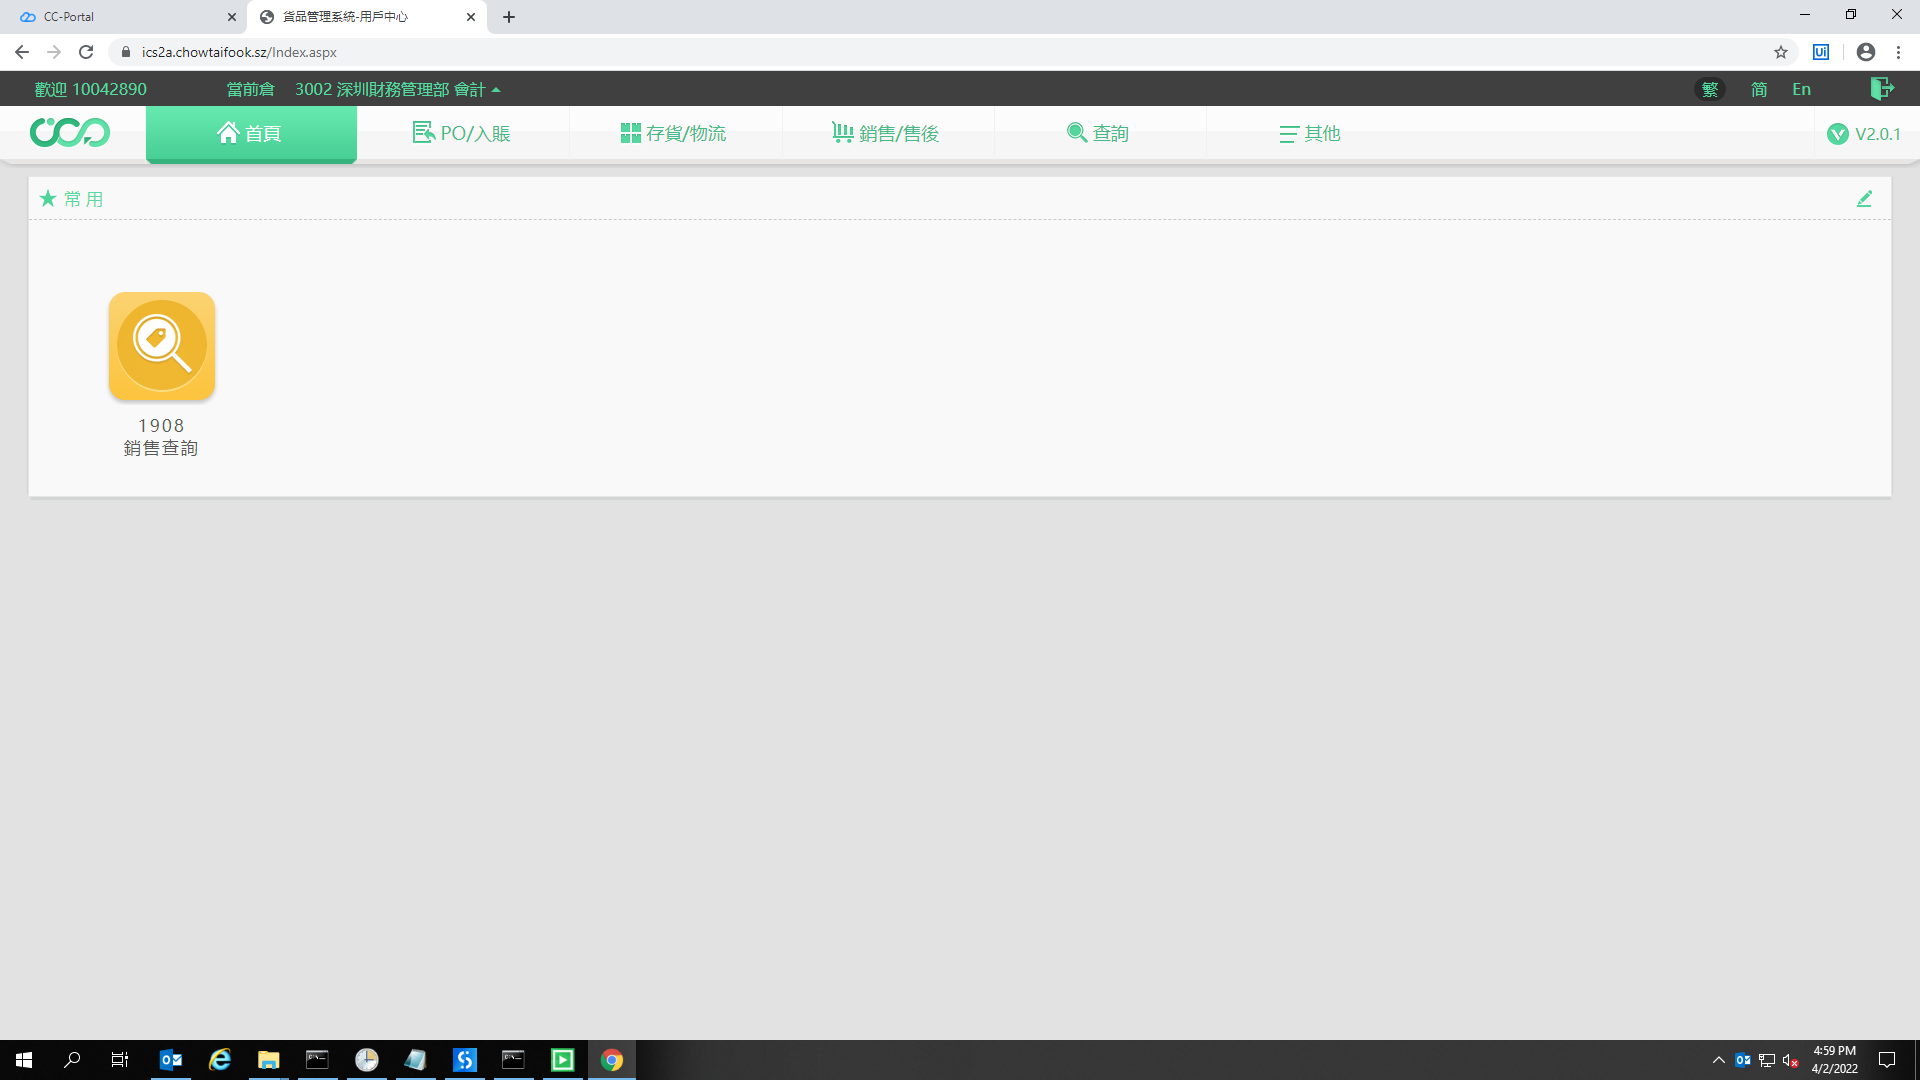 CC-Portal
貨品管理系統-用戶中心
ics2a.chowtaifook.sz/Index.aspx
歡迎 10042890
當前倉
3002 深圳財務管理部 會計
繁
简
En
首頁
PO/入賬
存貨/物流
銷售/售後
查詢
其他
V2.0.1
常用
1908
銷售查詢
4:59 PM
4/2/2022